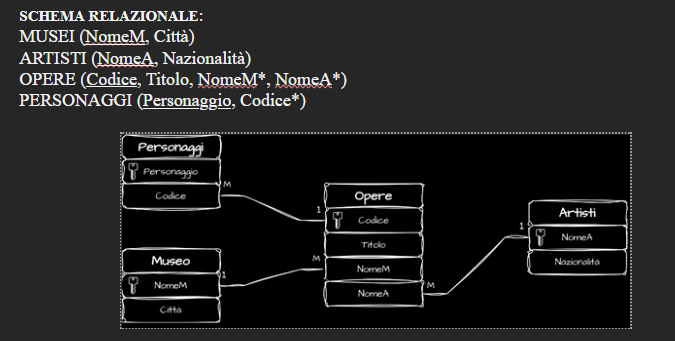 SCHEMA RELAZIONALE:
MUSEI (NomeM, Città)
ARTISTI (NomeA, Nazionalità)
OPERE (Codice, Titolo, NomeM*, NomeA*)
PERSONAGGI (Personaggio, Codice*)
Personaggi
Personaggio
Codice
M
1
Opere
Codice
Titolo
NomeM
NomeA
M
M
Museo
NomeM
Città
1
Artisti
NomeA
Nazionalità
1